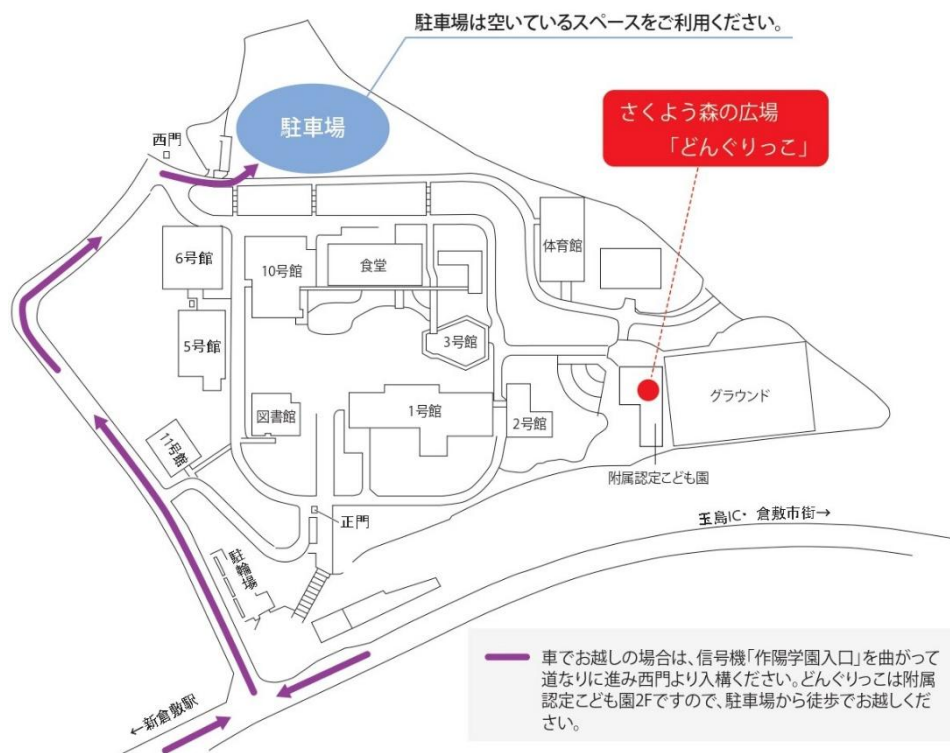 駐車場は空いているスペースをご利用ください。
駐車場
さくよう森の広場
「どんぐりっこ」
西門
6号館
10号館
食堂
体育館
5号館
3号館
図書館
1号館
2号館
グラウンド
11号館
附属認定こども園
正門
玉島IC・倉敷市街→
駐輪場
←新倉敷駅
車でお越しの場合は、信号機「作陽学園入口」を曲がって
道なりに進み西門より入構ください。どんぐりっこは附属
認定こども園2Fですので、駐車場から徒歩でお越しくだ
さい。